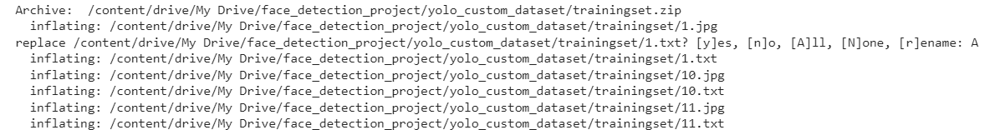 Archive:  /content/drive/My Drive/face_detection_project/yolo_custom_dataset/trainingset.zip
inflating: /content/drive/My Drive/face_detection_project/yolo_custom_dataset/trainingset/1.jpg
replace /content/drive/My Drive/face_detection_project/yolo_custom_dataset/trainingset/1.txt? [y]es, [n]o, [A]ll, [N]one, [r]ename: A
inflating: /content/drive/My Drive/face_detection_project/yolo_custom_dataset/trainingset/1.txt
inflating: /content/drive/My Drive/face_detection_project/yolo_custom_dataset/trainingset/10.jpg
inflating: /content/drive/My Drive/face_detection_project/yolo_custom_dataset/trainingset/10.txt
inflating: /content/drive/My Drive/face_detection_project/yolo_custom_dataset/trainingset/11.jpg
inflating: /content/drive/My Drive/face_detection_project/yolo_custom_dataset/trainingset/11.txt